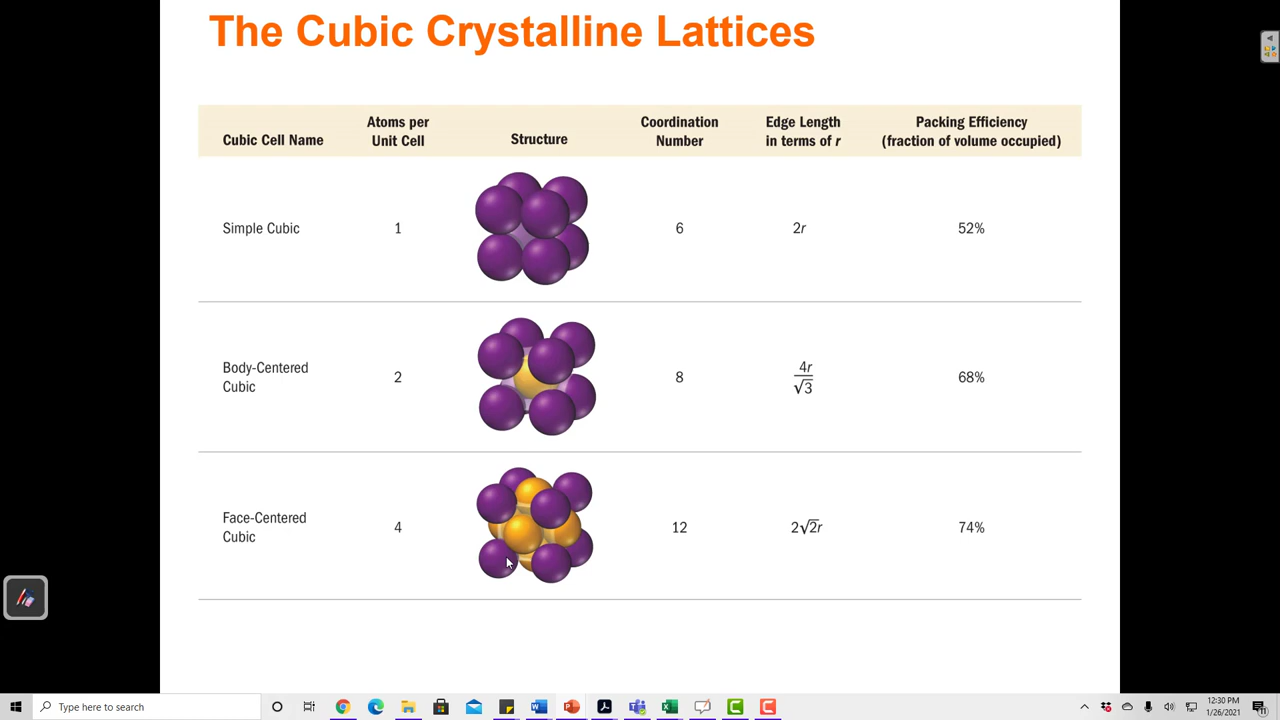 The Cubic Crystalline Lattices
Cubic Cell Name
Atoms per
Unit Cell
Structure
Coordination
Number
Edge Length
in terms of r
Packing Efficiency
(fraction of volume occupied)
Simple Cubic
1
6
2r
52%
Body-Centered
Cubic
2
8
4r
√3
68%
Face-Centered
Cubic
4
12
2√2r
74%
Type here to search
12:30 PM
1/26/2021